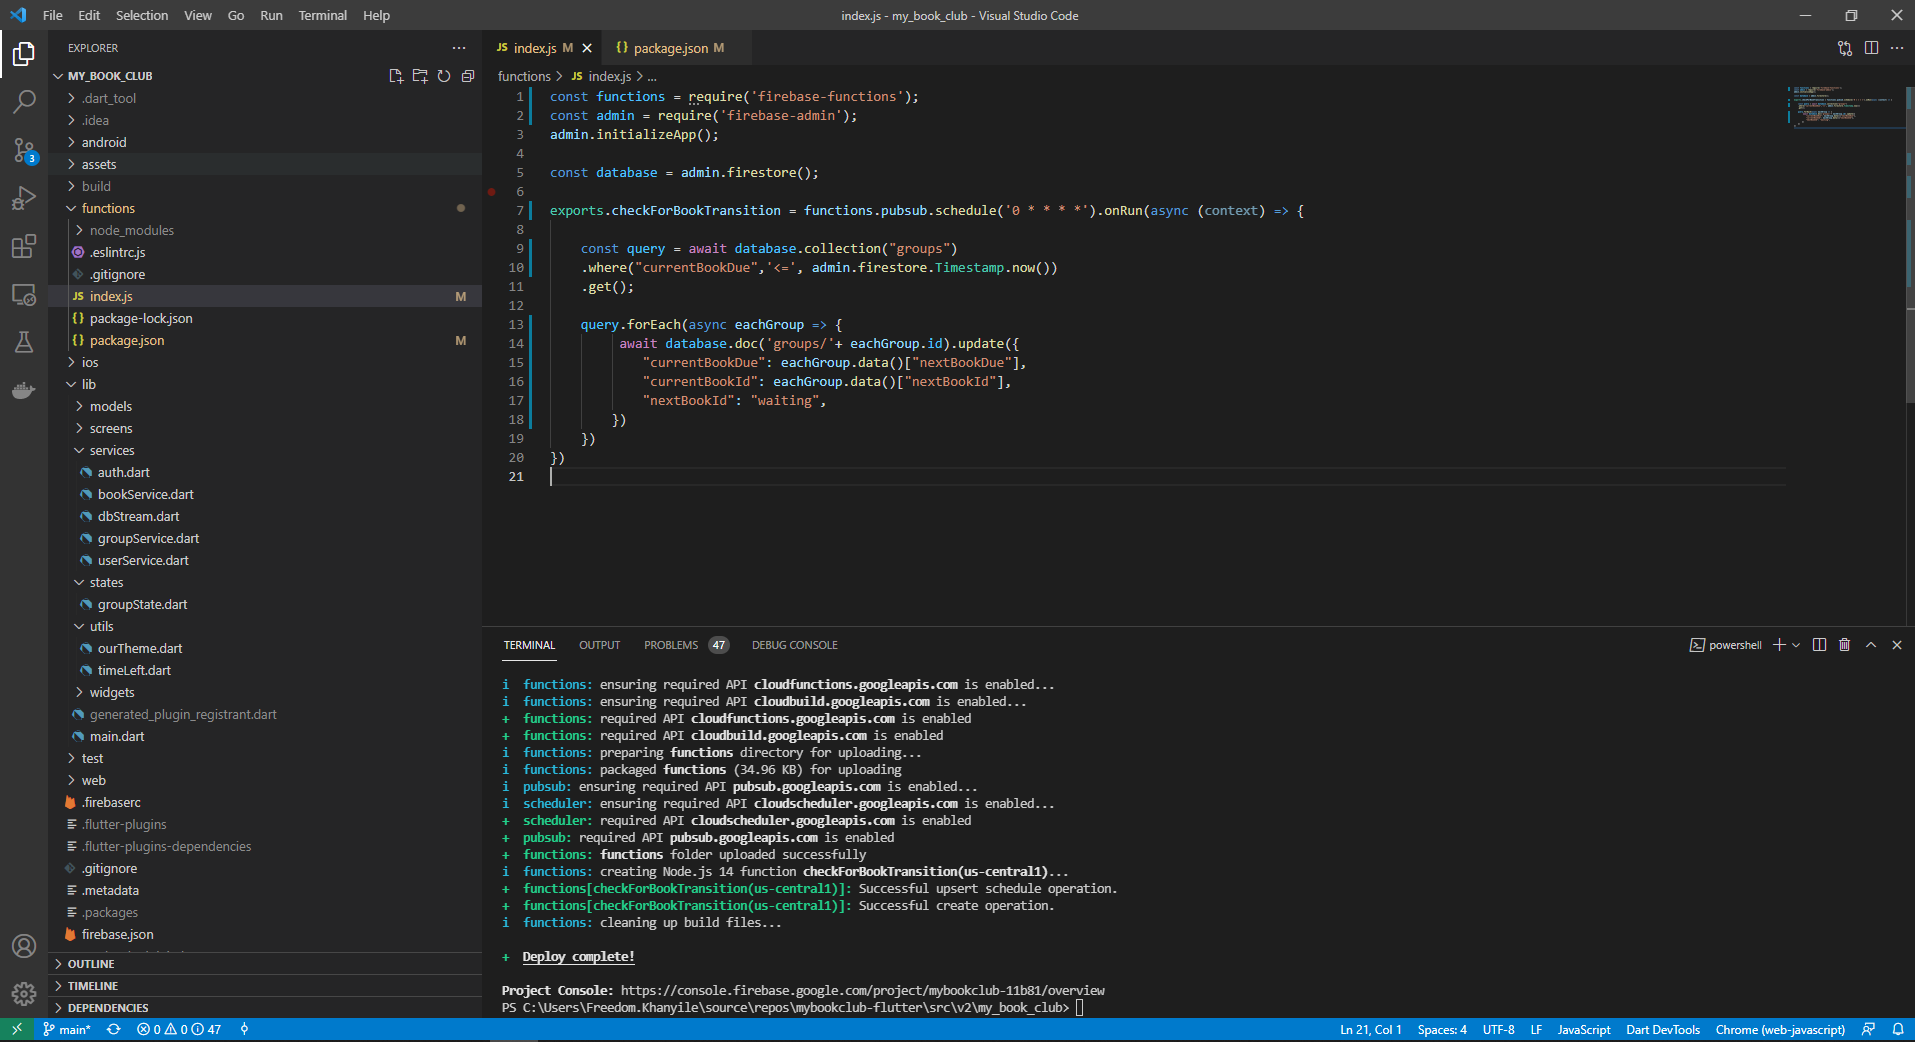 File Edit Selection View Go Run Terminal Help
index.js - my_book_club - Visual Studio Code
EXPLORER
MY_BOOK_CLUB
.dart_tool
.idea
android
assets
build
functions
node_modules
.eslintrc.js
.gitignore
JS index.js M
{} package-lock.json
{} package.json M
ios
lib
models
screens
services
auth.dart
bookService.dart
dbStream.dart
groupService.dart
userService.dart
states
groupState.dart
utils
ourTheme.dart
timeLeft.dart
widgets
generated_plugin_registrant.dart
main.dart
test
web
.firebaserc
.flutter-plugins
.flutter-plugins-dependencies
.gitignore
.metadata
.packages
firebase.json
OUTLINE
TIMELINE
DEPENDENCIES
3
JS index.js M
{} package.json M
functions > JS index.js > ...
1 const functions = require('firebase-functions');
2 const admin = require('firebase-admin');
3 admin.initializeApp();
4
5 const database = admin.firestore();
6
7 exports.checkForBookTransition = functions.pubsub.schedule('0 * * * *').onRun(async (context) => {
8
9 const query = await database.collection("groups")
10 .where("currentBookDue",'<=', admin.firestore.Timestamp.now())
11 .get();
12
13 query.forEach(async eachGroup => {
14 await database.doc('groups/'+ eachGroup.id).update({
15 "currentBookDue": eachGroup.data()["nextBookDue"],
16 "currentBookId": eachGroup.data()["nextBookId"],
17 "nextBookId": "waiting",
18 })
19 })
20 })
21
TERMINAL OUTPUT PROBLEMS 47 DEBUG CONSOLE
powershell
i functions: ensuring required API cloudfunctions.googleapis.com is enabled...
i functions: ensuring required API cloudbuild.googleapis.com is enabled...
+ functions: required API cloudfunctions.googleapis.com is enabled
+ functions: required API cloudbuild.googleapis.com is enabled
i functions: preparing functions directory for uploading...
i functions: packaged functions (34.96 KB) for uploading
i pubsub: ensuring required API pubsub.googleapis.com is enabled...
i scheduler: ensuring required API cloudscheduler.googleapis.com is enabled...
+ scheduler: required API cloudscheduler.googleapis.com is enabled
+ pubsub: required API pubsub.googleapis.com is enabled
+ functions: functions folder uploaded successfully
i functions: creating Node.js 14 function checkForBookTransition(us-central1)...
+ functions[checkForBookTransition(us-central1)]: Successful upsert schedule operation.
+ functions[checkForBookTransition(us-central1)]: Successful create operation.
i functions: cleaning up build files...
+ Deploy complete!
Project Console: https://console.firebase.google.com/project/mybookclub-11b81/overview
PS C:\Users\Freedom.Khanyile\source\repos\mybookclub-flutter\src\v2\my_book_club>
main* 0 0 47
Ln 21, Col 1 Spaces: 4 UTF-8 LF JavaScript Dart DevTools Chrome (web-javascript)